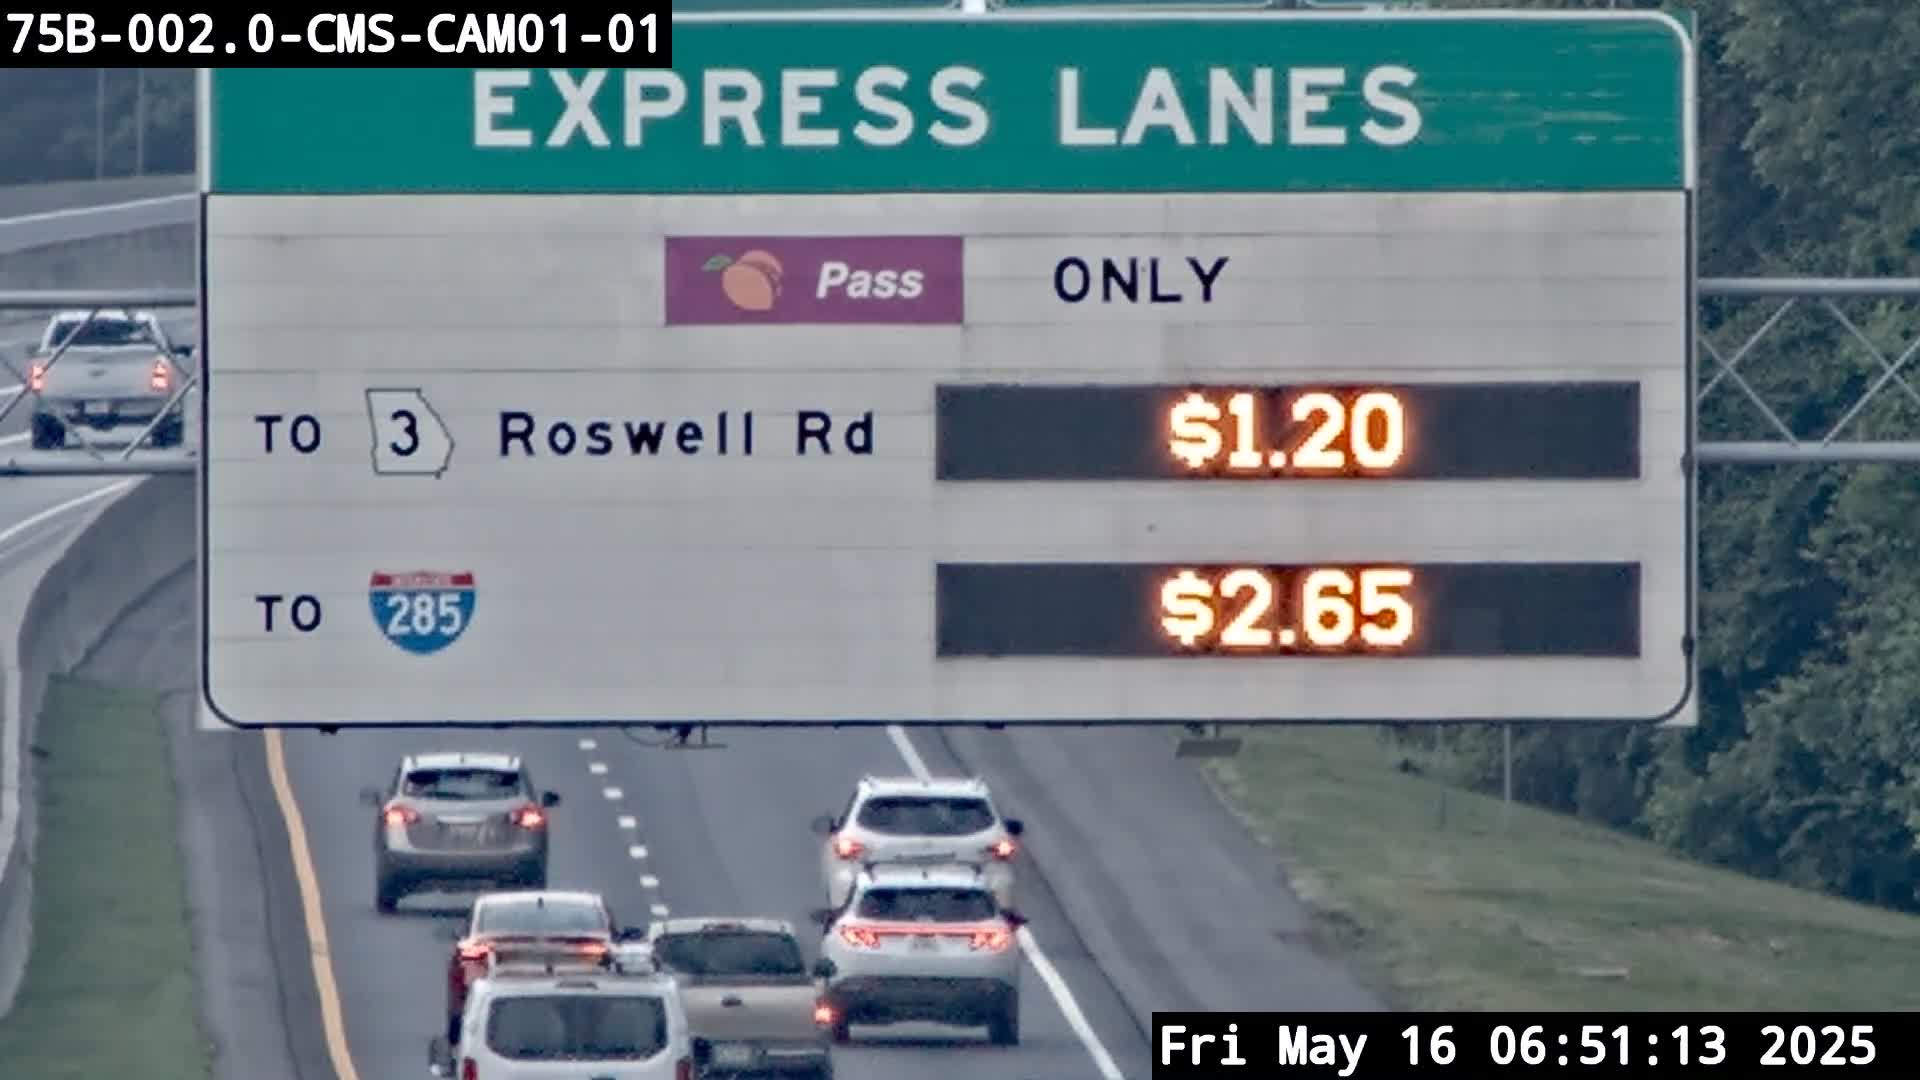 75B-002.0-CMS-CAM01-01
EXPRESS LANES
Pass ONLY
TO 3 Roswell Rd $1.20
TO 285 $2.65
Fri May 16 06:51:13 2025